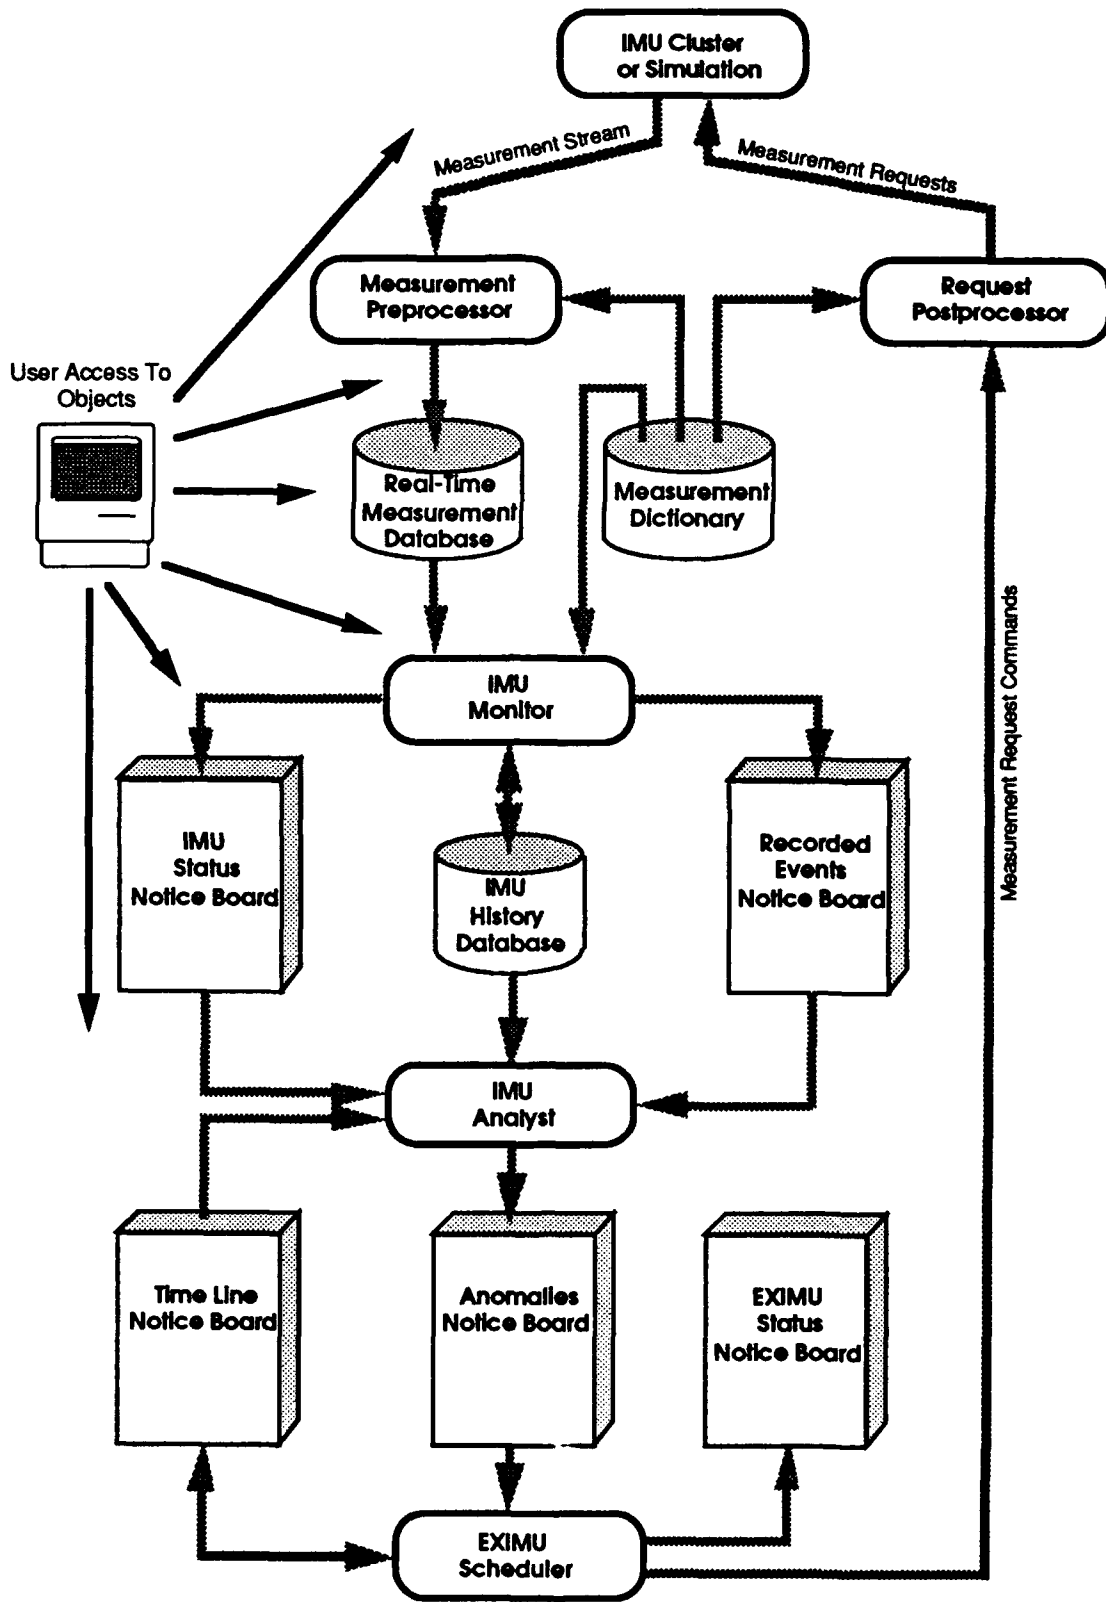 IMU Cluster
or Simulation
Measurement Stream
Measurement Requests
Measurement
Preprocessor
Request
Postprocessor
User Access To
Objects
Real-Time
Measurement
Database
Measurement
Dictionary
Measurement Request Commands
IMU
Monitor
IMU
Status
Notice Board
IMU
History
Database
Recorded
Events
Notice Board
IMU
Analyst
Time Line
Notice Board
Anomalies
Notice Board
EXIMU
Status
Notice Board
EXIMU
Scheduler